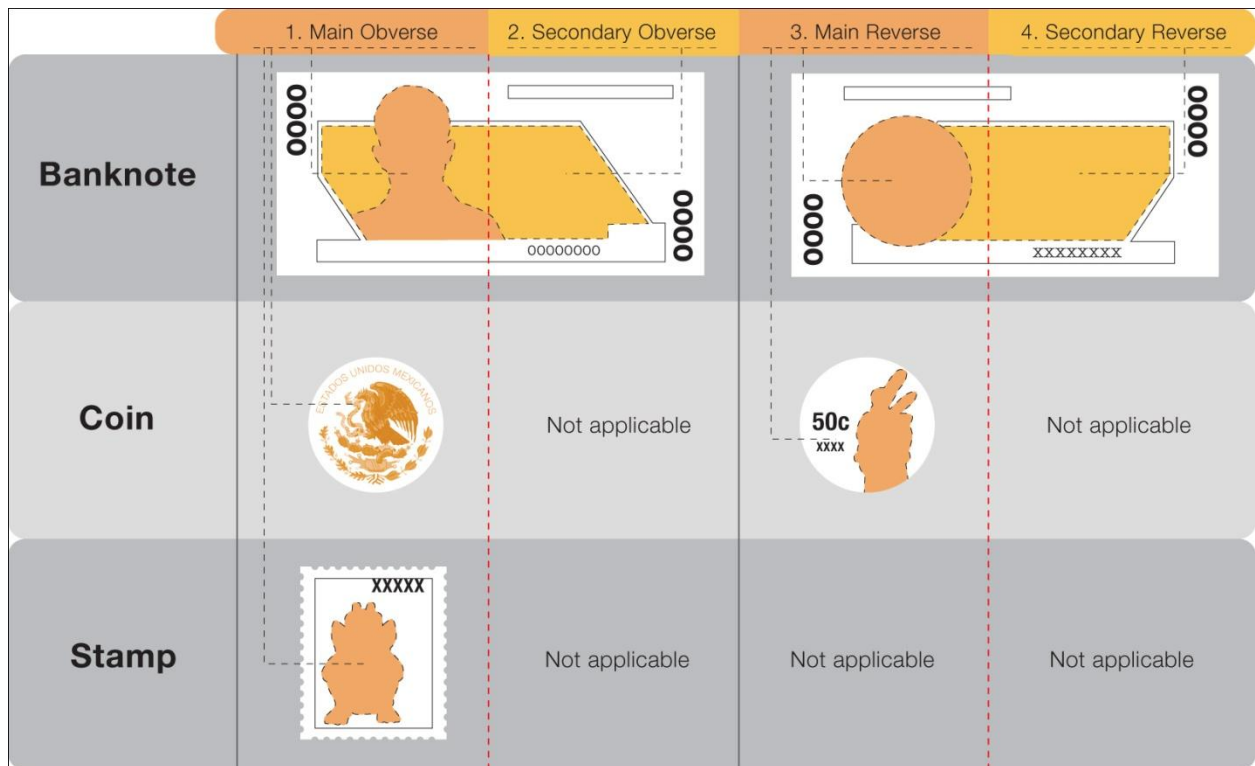 1. Main Obverse
2. Secondary Obverse
3. Main Reverse
4. Secondary Reverse
Banknote
0000
0000
00000000
0000
0000
XXXXXXXX
Coin
ESTADOS UNIDOS MEXICANOS
Not applicable
50c
XXXX
Not applicable
Stamp
XXXXX
Not applicable
Not applicable
Not applicable